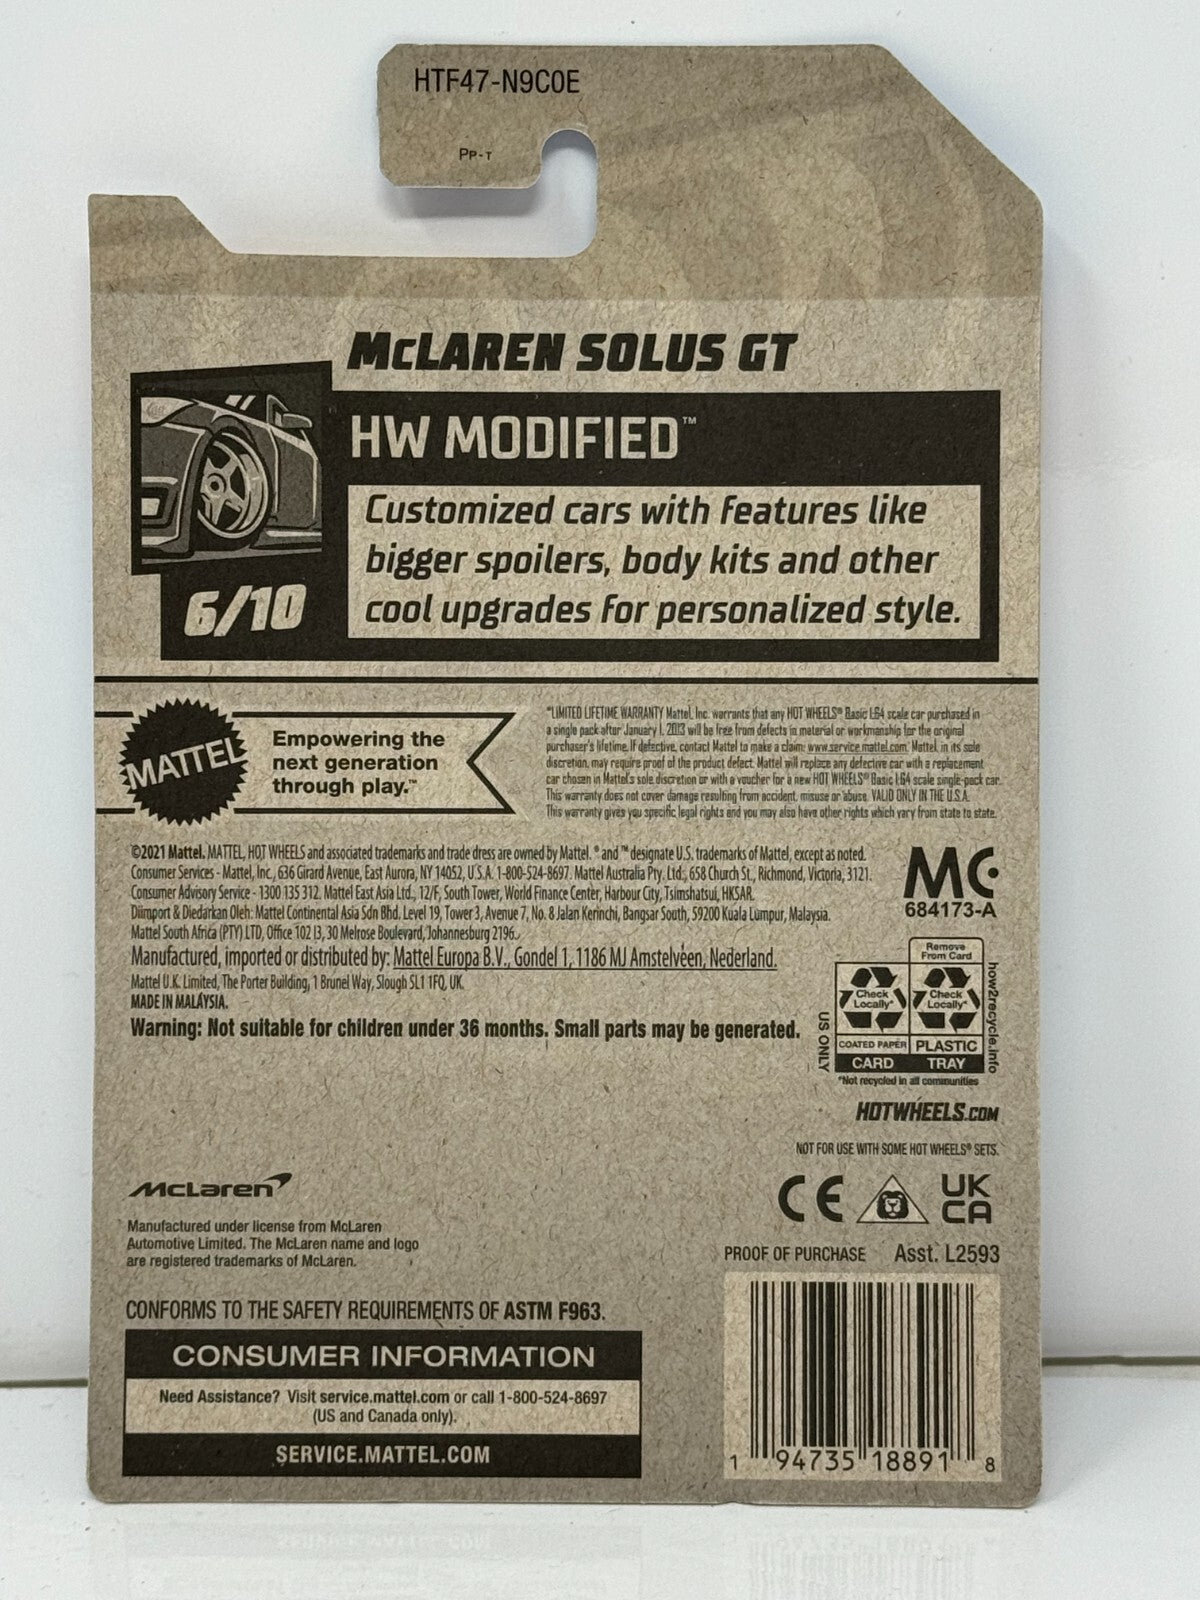 HTF47-N9C0E
PP-T
McLAREN SOLUS GT
HW MODIFIED™
Customized cars with features like
bigger spoilers, body kits and other
cool upgrades for personalized style.
6/10
MATTEL
Empowering the
next generation
through play.™
*LIMITED LIFETIME WARRANTY Mattel, Inc. warrants that any HOT WHEELS® Basic 1:64 scale car purchased in
a single pack after January 1, 2013 will be free from defects in material or workmanship for the original
purchaser's lifetime. If defective, contact Mattel to make a claim: www.service.mattel.com. Mattel, in its sole
discretion, may require proof of the product defect. Mattel will replace any defective car with a replacement
car chosen in Mattel's sole discretion or with a voucher for a new HOT WHEELS® Basic 1:64 scale single-pack car.
This warranty does not cover damage resulting from accident, misuse or abuse. VALID ONLY IN THE U.S.A.
This warranty gives you specific legal rights and you may also have other rights which vary from state to state.
©2021 Mattel. MATTEL, HOT WHEELS and associated trademarks and trade dress are owned by Mattel. ® and ™ designate U.S. trademarks of Mattel, except as noted.
Consumer Services - Mattel, Inc., 636 Girard Avenue, East Aurora, NY 14052, U.S.A. 1-800-524-8697. Mattel Australia Pty. Ltd., 658 Church St., Richmond, Victoria, 3121.
Consumer Advisory Service - 1300 135 312. Mattel East Asia Ltd., 12/F, South Tower, World Finance Center, Harbour City, Tsimshatsui, HKSAR.
Diimport & Diedarkan Oleh: Mattel Continental Asia Sdn Bhd. Level 19, Tower 3, Avenue 7, No. 8 Jalan Kerinchi, Bangsar South, 59200 Kuala Lumpur, Malaysia.
Mattel South Africa (PTY) LTD, Office 102 I3, 30 Melrose Boulevard, Johannesburg 2196.
Manufactured, imported or distributed by: Mattel Europa B.V., Gondel 1, 1186 MJ Amstelveen, Nederland.
Mattel U.K. Limited, The Porter Building, 1 Brunel Way, Slough SL1 1FQ, UK.
MADE IN MALAYSIA.
Warning: Not suitable for children under 36 months. Small parts may be generated.
MC
684173-A
Remove
From Card
Check
Locally*
Check
Locally*
COATED PAPER
PLASTIC
CARD
TRAY
US ONLY
how2recycle.info
*Not recycled in all communities
HOTWHEELS.COM
NOT FOR USE WITH SOME HOT WHEELS® SETS.
CE
UK
CA
McLaren
Manufactured under license from McLaren
Automotive Limited. The McLaren name and logo
are registered trademarks of McLaren.
PROOF OF PURCHASE Asst. L2593
CONFORMS TO THE SAFETY REQUIREMENTS OF ASTM F963.
CONSUMER INFORMATION
Need Assistance? Visit service.mattel.com or call 1-800-524-8697
(US and Canada only).
SERVICE.MATTEL.COM
1 94735 18891 8